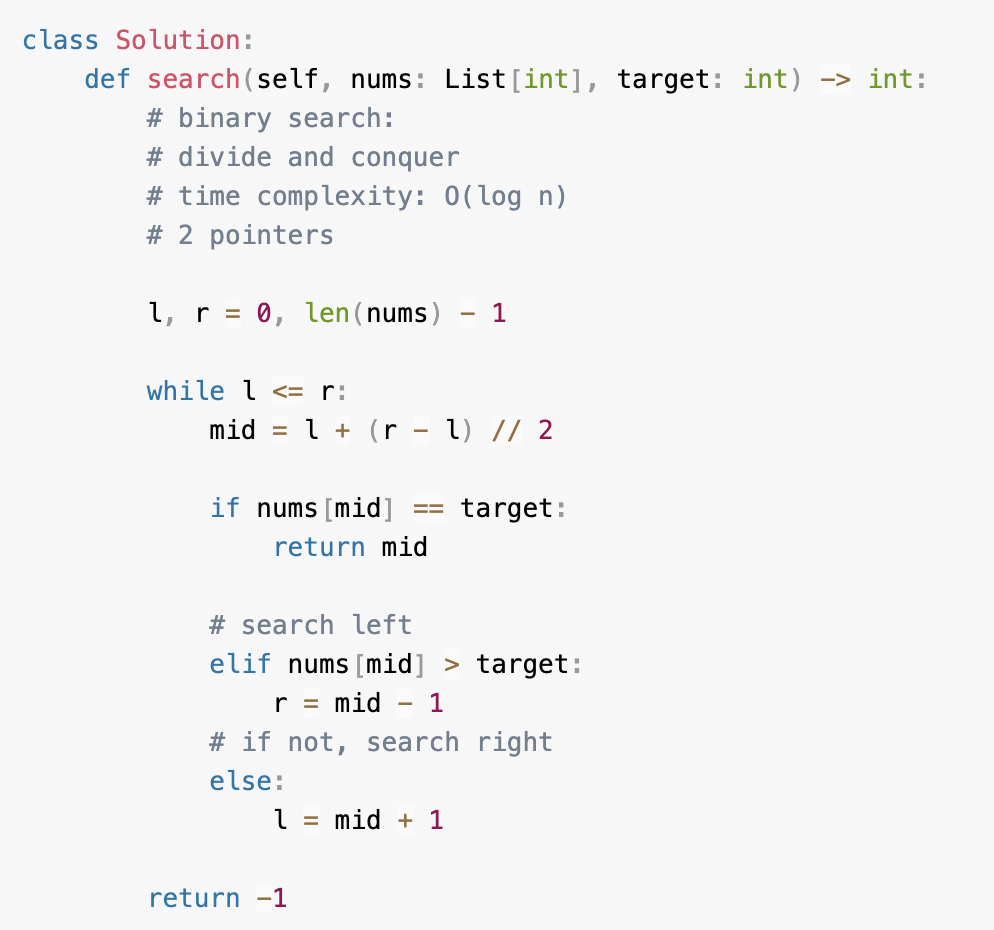 class Solution:
    def search(self, nums: List[int], target: int) -> int:
        # binary search:
        # divide and conquer
        # time complexity: O(log n)
        # 2 pointers

        l, r = 0, len(nums) - 1

        while l <= r:
            mid = l + (r - l) // 2

            if nums[mid] == target:
                return mid

            # search left
            elif nums[mid] > target:
                r = mid - 1
            # if not, search right
            else:
                l = mid + 1

        return -1